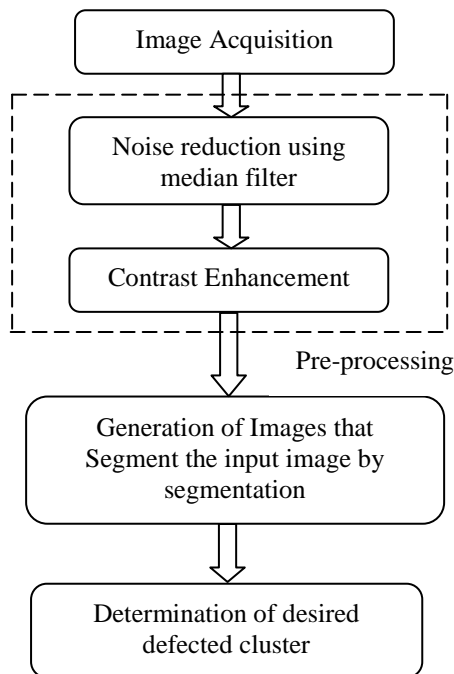 Image Acquisition
Noise reduction using
median filter
Contrast Enhancement
Pre-processing
Generation of Images that
Segment the input image by
segmentation
Determination of desired
defected cluster